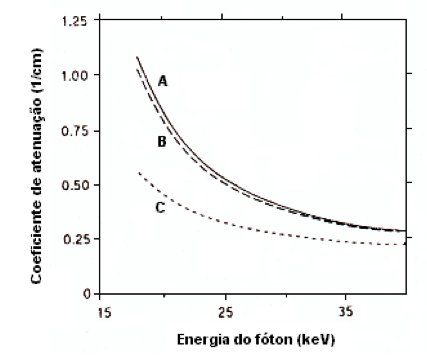 Coeficiente de atenuação (1/cm)
1.25
1.00
0.75
0.50
0.25
0
A
B
C
15
25
35
Energia do fóton (keV)